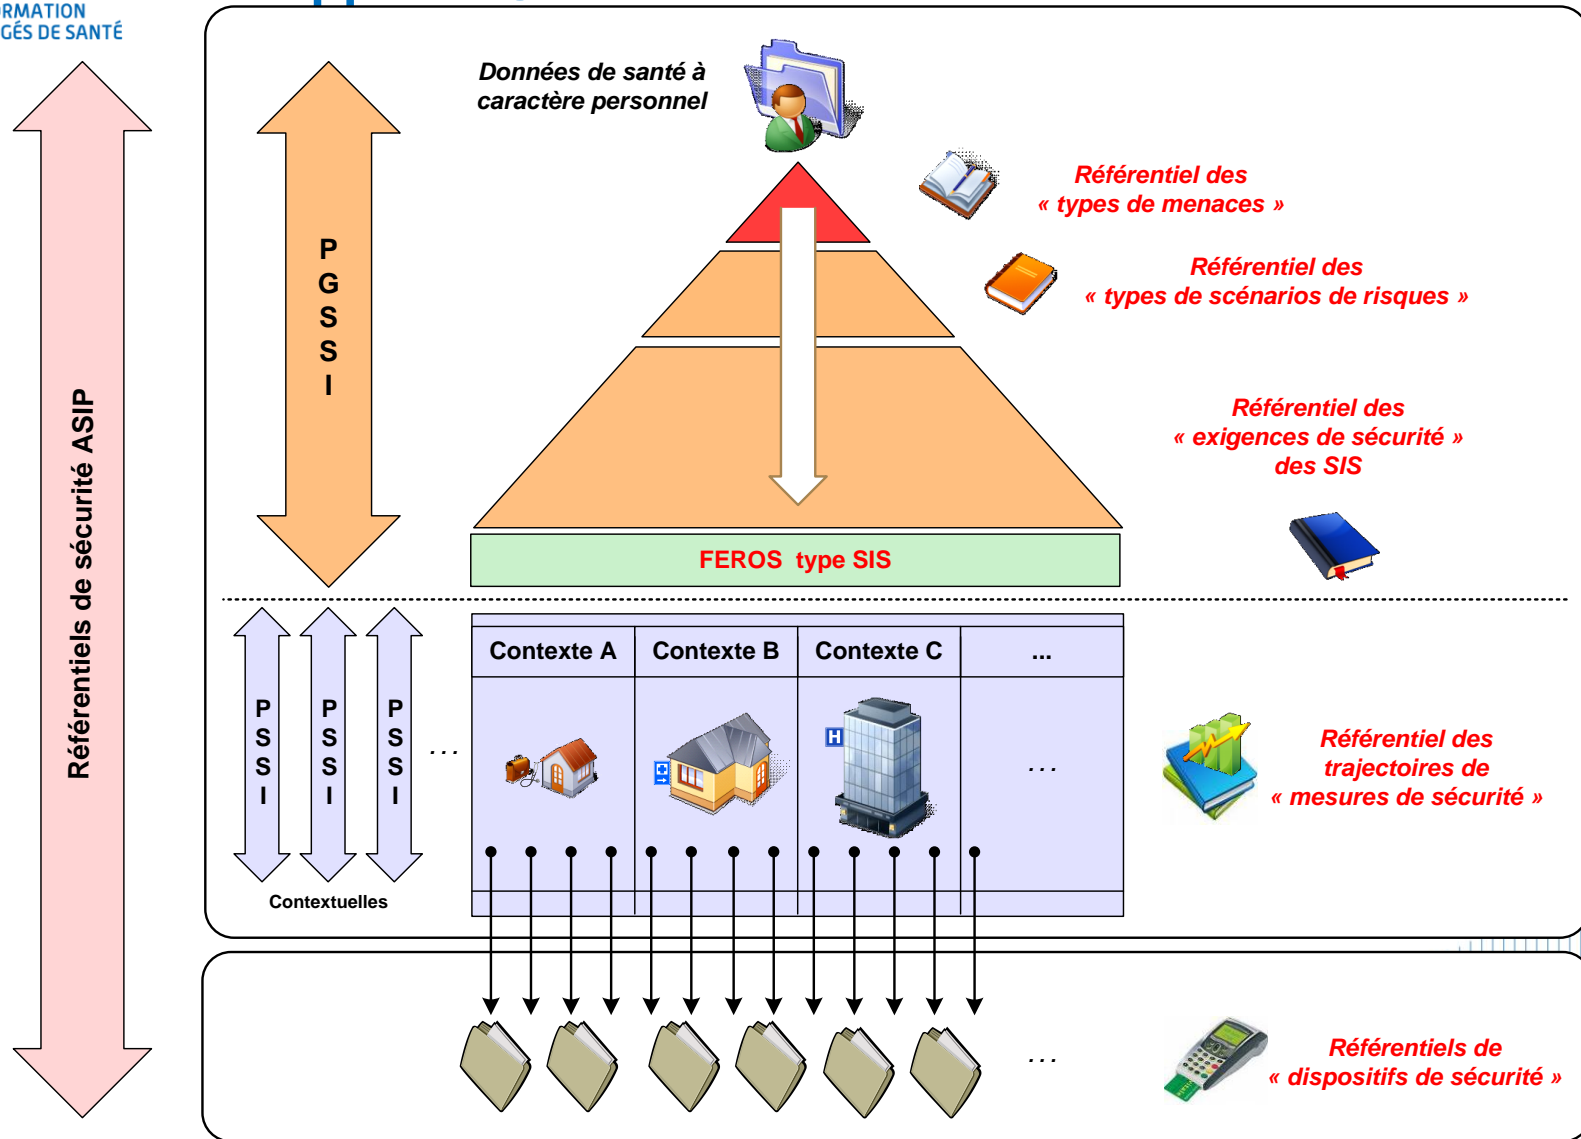 GÉS DE SANTÉ
Données de santé à
caractère personnel
Référentiel des
« types de menaces »
Référentiel des
« types de scénarios de risques »
P
G
S
S
I
Référentiel des
« exigences de sécurité »
des SIS
Référentiels de sécurité ASIP
FEROS type SIS
Contexte A
Contexte B
Contexte C
...
P
S
S
I
P
S
S
I
P
S
S
I
...
H
...
Référentiel des
trajectoires de
« mesures de sécurité »
Contextuelles
...
Référentiels de
« dispositifs de sécurité »